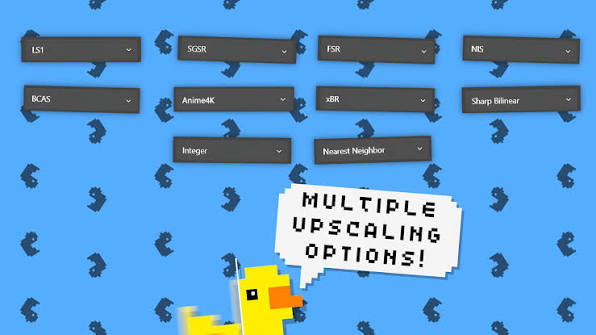 LS1
SGSR
FSR
NIS
BCAS
Anime4K
xBR
Sharp Bilinear
Integer
Nearest Neighbor
MULTIPLE
UPSCALING
OPTIONS!